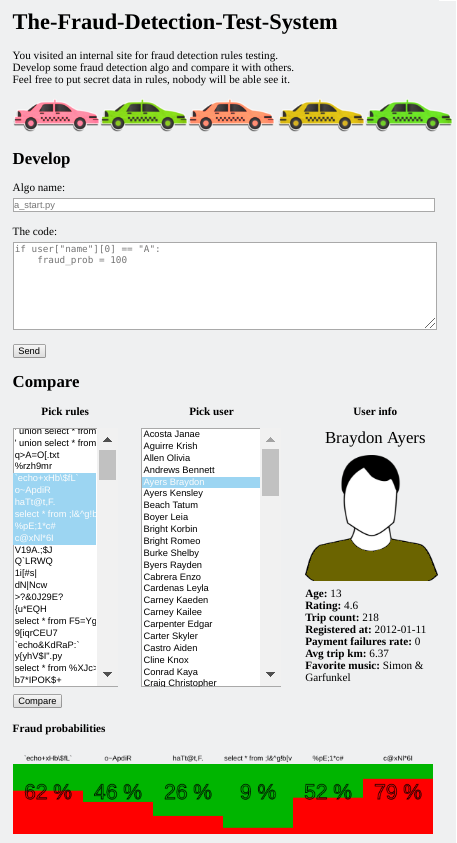 The-Fraud-Detection-Test-System
You visited an internal site for fraud detection rules testing.
Develop some fraud detection algo and compare it with others.
Feel free to put secret data in rules, nobody will be able see it.
Develop
Algo name:
a_start.py
The code:
if user["name"][0] == "A":
    fraud_prob = 100
Send
Compare
Pick rules
' union select * from
' union select * from
q>A=O[.txt
%rzh9mr
`echo+xHb\$fL`
o~ApdiR
haTt@t,F.
select * from ;l&^g!b
%pE;1*c#
c@xNl*6I
V19A.;$J
Q`LRWQ
1i[#s|
dN|Ncw
>?&0J29E?
{u*EQH
select * from F5=Yg
9[iqrCEU7
`echo&KdRaP:`
y(yhV$I".py
select * from %XJc>
b7*IPOK$+
Pick user
Acosta Janae
Aguirre Krish
Allen Olivia
Andrews Bennett
Ayers Braydon
Ayers Kensley
Beach Tatum
Boyer Leia
Bright Korbin
Bright Romeo
Burke Shelby
Byers Rayden
Cabrera Enzo
Cardenas Leyla
Carney Kaeden
Carney Kailee
Carpenter Edgar
Carter Skyler
Castro Aiden
Cline Knox
Conrad Kaya
Craig Christopher
User info
Braydon Ayers
Age: 13
Rating: 4.6
Trip count: 218
Registered at: 2012-01-11
Payment failures rate: 0
Avg trip km: 6.37
Favorite music: Simon &
Garfunkel
Compare
Fraud probabilities
`echo+xHb\$fL` o~ApdiR haTt@t,F. select * from ;l&^g!b|v %pE;1*c# c@xNl*6I
62 % 46 % 26 % 9 % 52 % 79 %